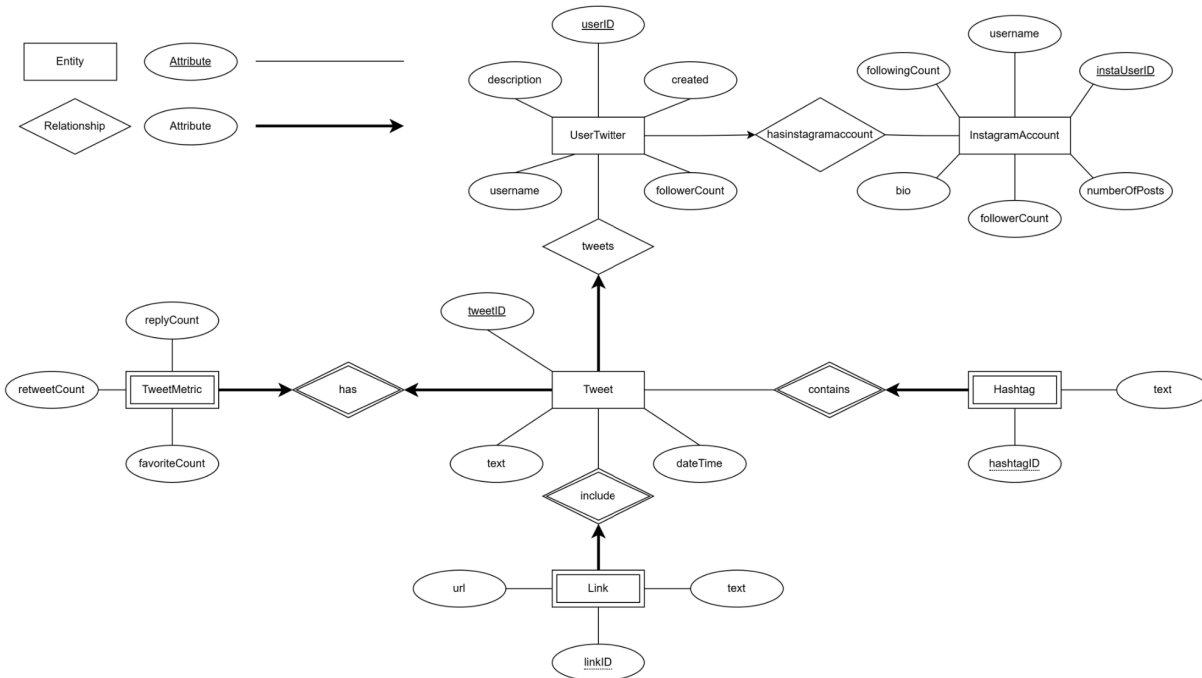 userID
username
Entity
Attribute
description
created
followingCount
instaUserID
Relationship
Attribute
UserTwitter
hasinstagramaccount
InstagramAccount
username
followerCount
bio
numberOfPosts
followerCount
tweets
replyCount
tweetID
retweetCount
TweetMetric
has
Tweet
contains
Hashtag
text
favoriteCount
text
dateTime
hashtagID
include
url
Link
text
linkID